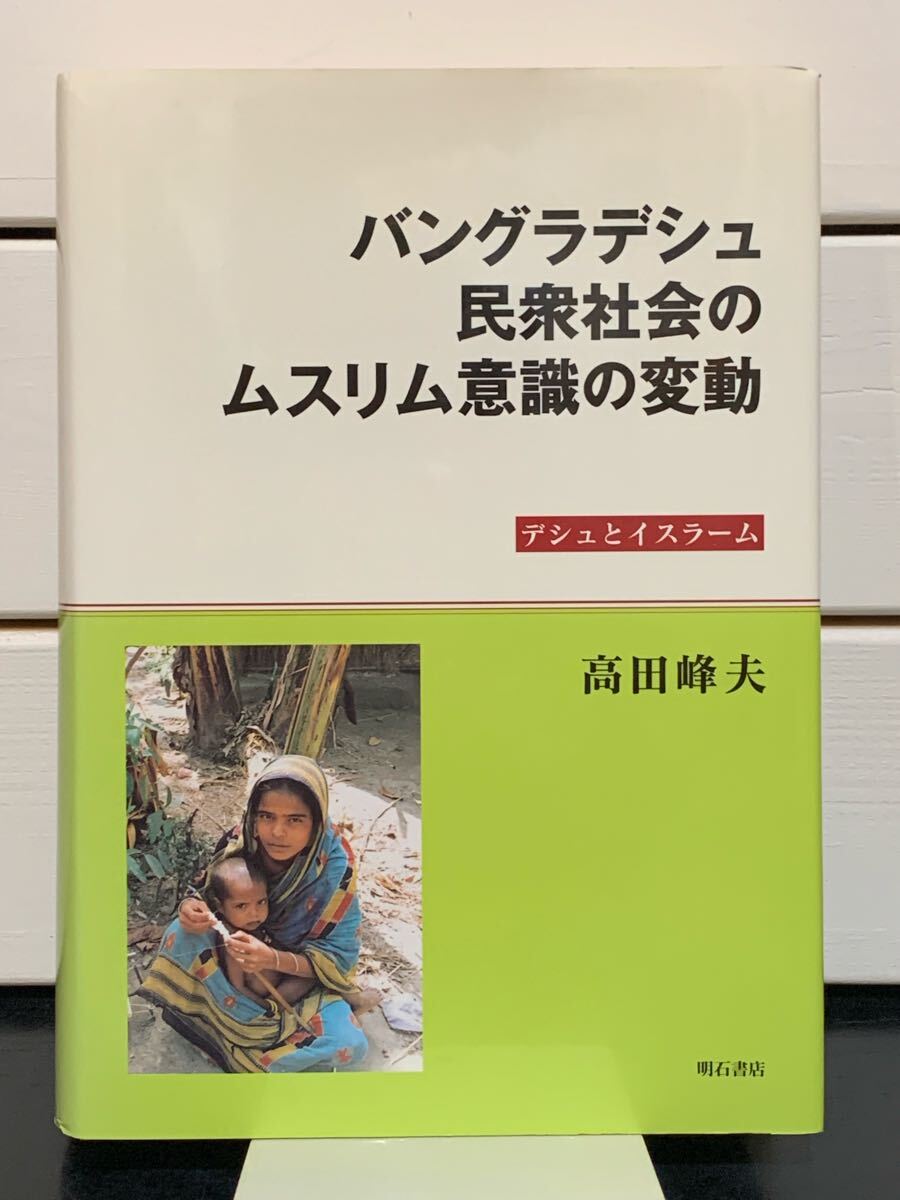 バングラデシュ
民衆社会の
ムスリム意識の変動
デシュとイスラーム
高田峰夫
明石書店